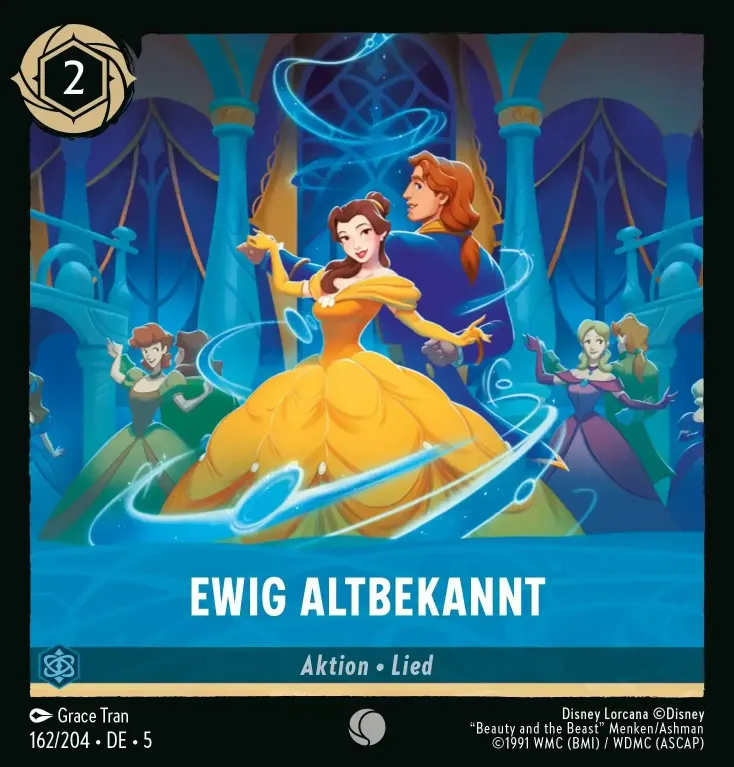 2
EWIG ALTBEKANNT
Aktion • Lied
Grace Tran
162/204 • DE • 5
Disney Lorcana ©Disney
“Beauty and the Beast” Menken/Ashman
©1991 WMC (BMI) / WDMC (ASCAP)